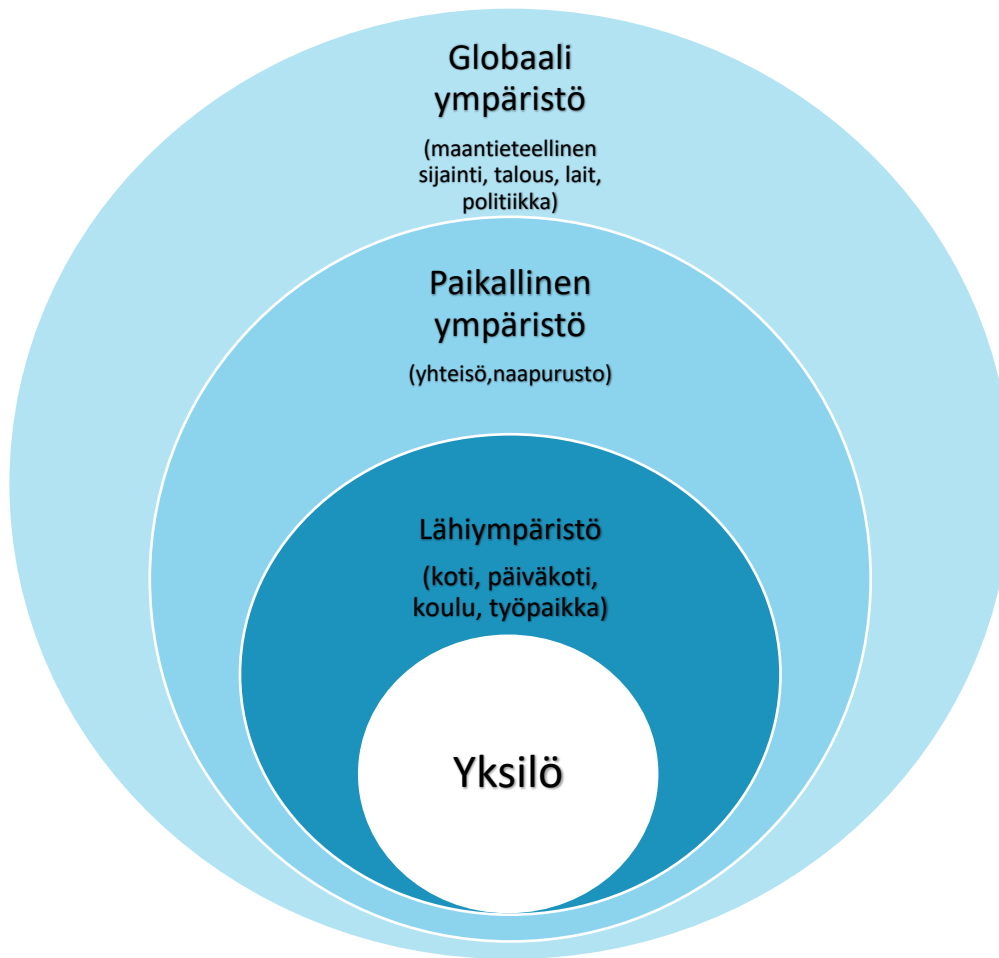 Globaali
ympäristö
(maantieteellinen
sijainti, talous, lait,
politiikka)
Paikallinen
ympäristö
(yhteisö,naapurusto)
Lähiympäristö
(koti, päiväkoti,
koulu, työpaikka)
Yksilö